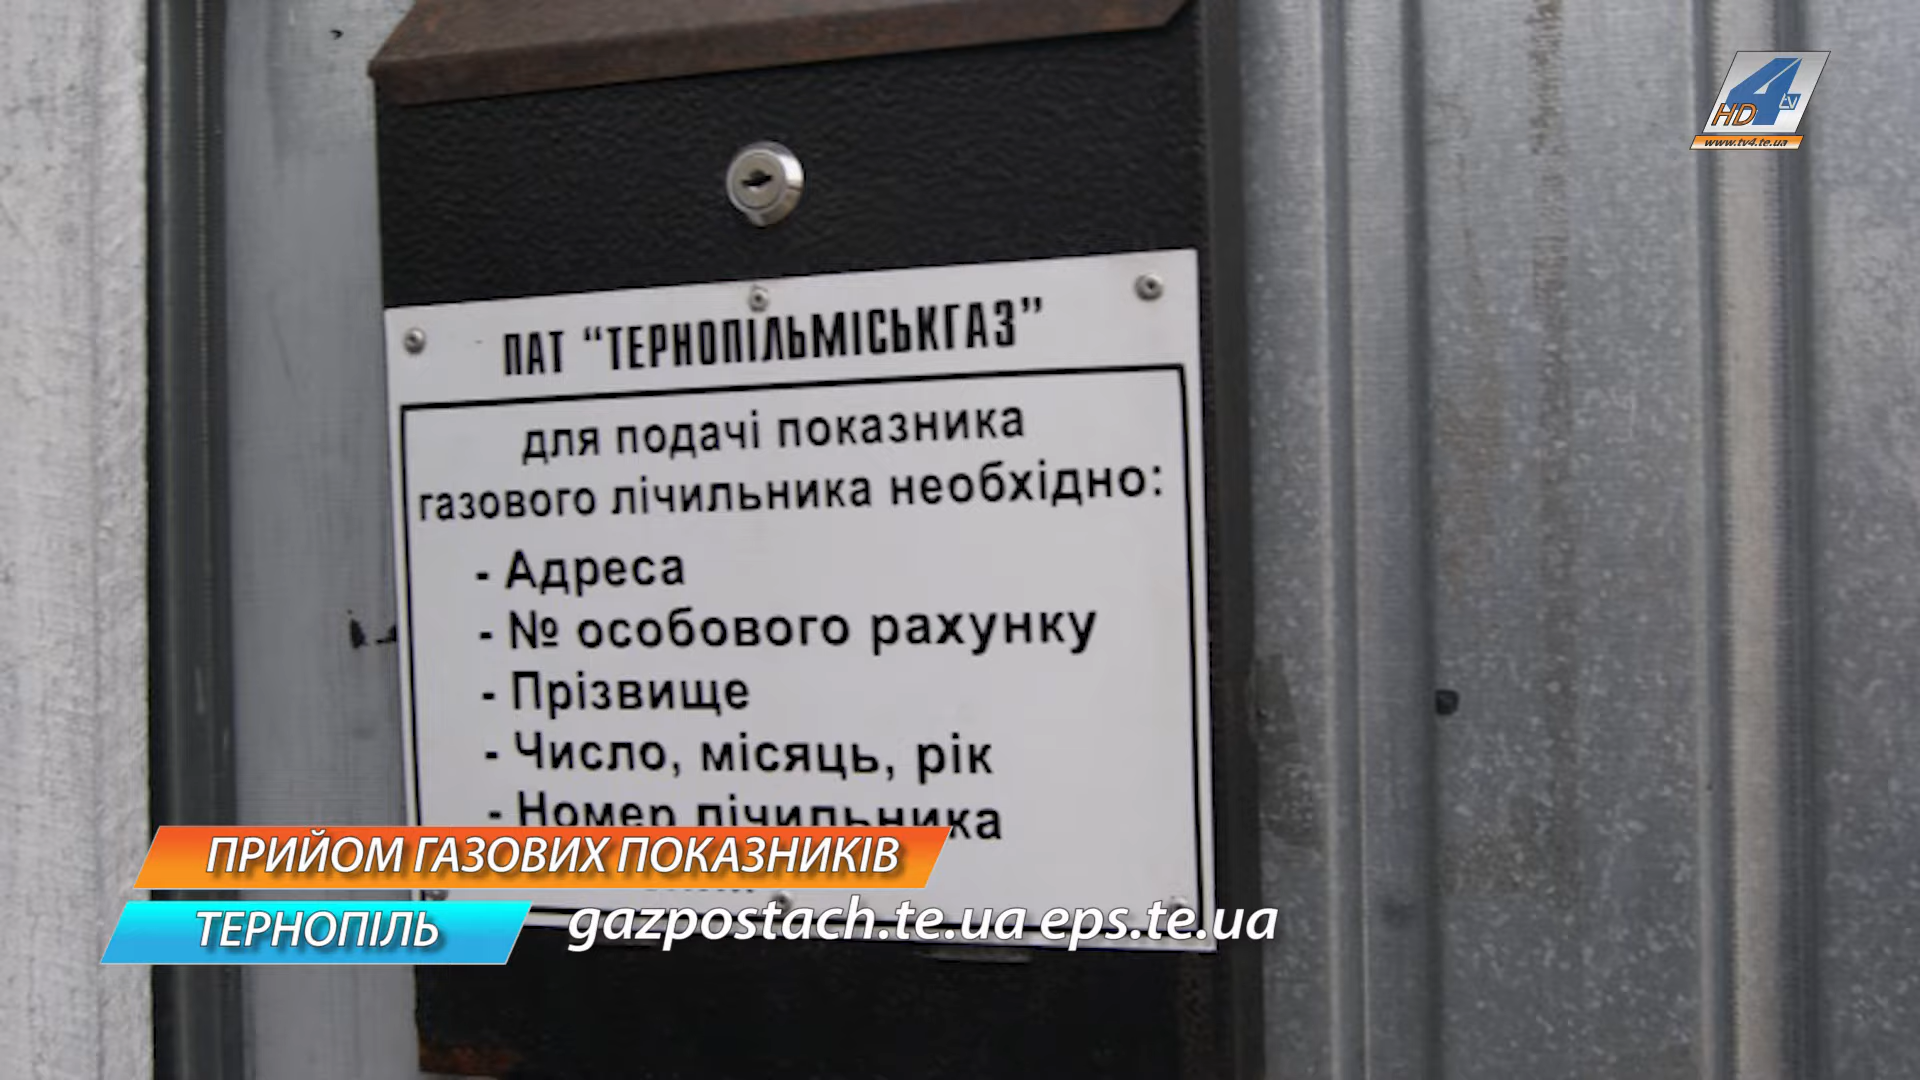 4
tv
HD
www.tv4.te.ua
ПАТ “ТЕРНОПІЛЬМІСЬКГАЗ”
для подачі показника
газового лічильника необхідно:
- Адреса
- № особового рахунку
- Прізвище
- Число, місяць, рік
- Номер лічильника
ПРИЙОМ ГАЗОВИХ ПОКАЗНИКІВ
ТЕРНОПІЛЬ
gazpostach.te.ua eps.te.ua